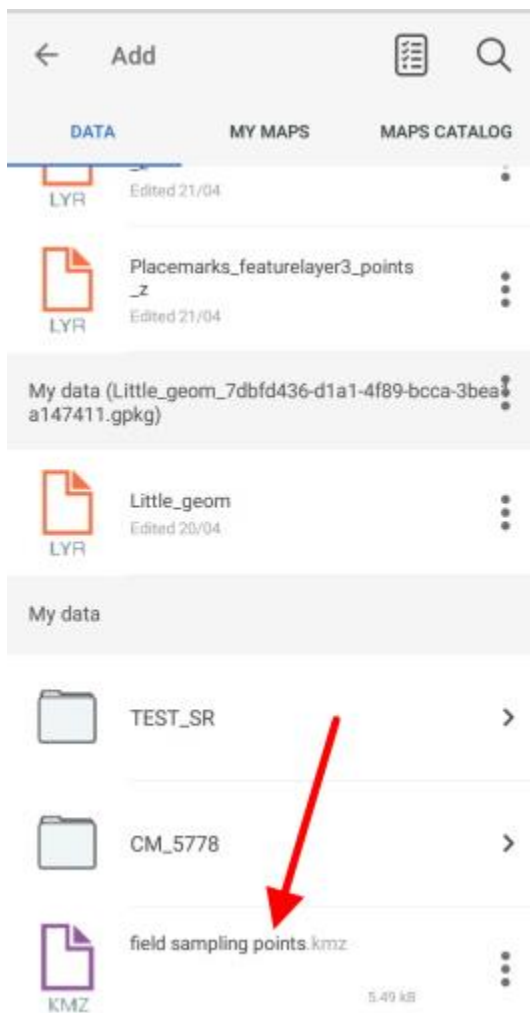 Add
DATA MY MAPS MAPS CATALOG
LYR
Edited 21/04
Placemarks_featurelayer3_points
_z
Edited 21/04
LYR
My data (Little_geom_7dbfd436-d1a1-4f89-bcca-3bea
a147411.gpkg)
Little_geom
Edited 20/04
LYR
My data
TEST_SR
CM_5778
field sampling points.kmz
5.49 kB
KMZ